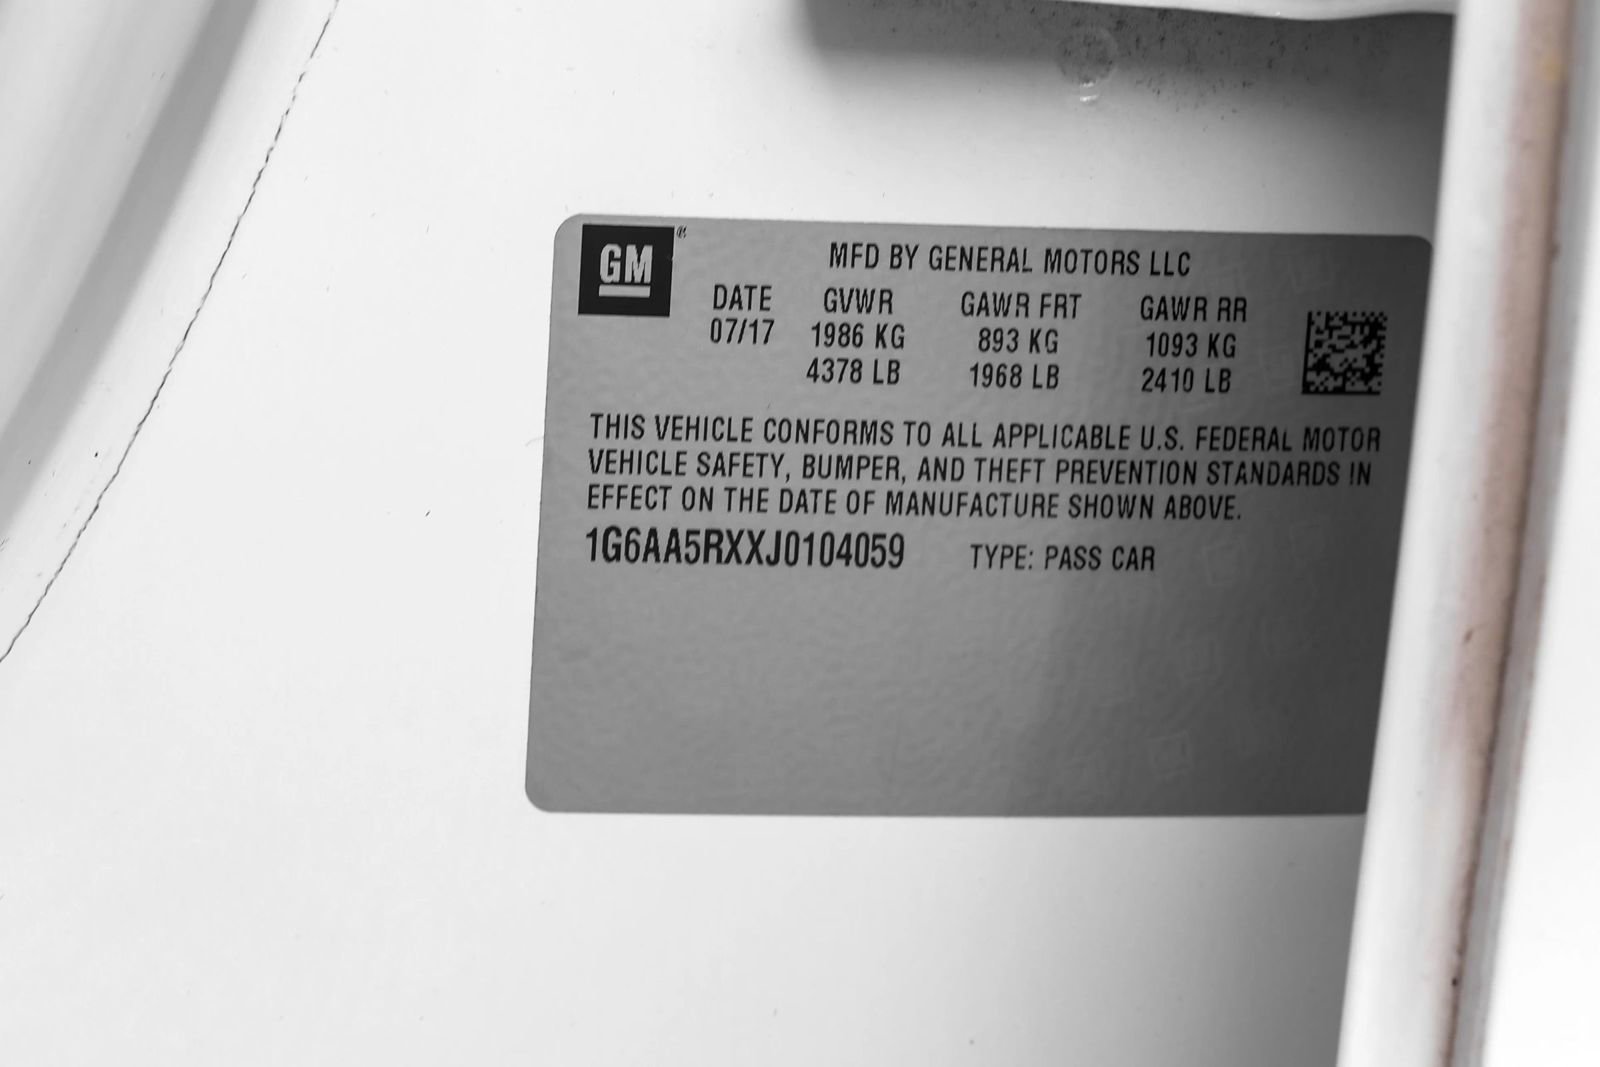 GM ®
MFD BY GENERAL MOTORS LLC
DATE GVWR GAWR FRT GAWR RR
07/17 1986 KG 893 KG 1093 KG
4378 LB 1968 LB 2410 LB
THIS VEHICLE CONFORMS TO ALL APPLICABLE U.S. FEDERAL MOTOR
VEHICLE SAFETY, BUMPER, AND THEFT PREVENTION STANDARDS IN
EFFECT ON THE DATE OF MANUFACTURE SHOWN ABOVE.
1G6AA5RXXJ0104059 TYPE: PASS CAR